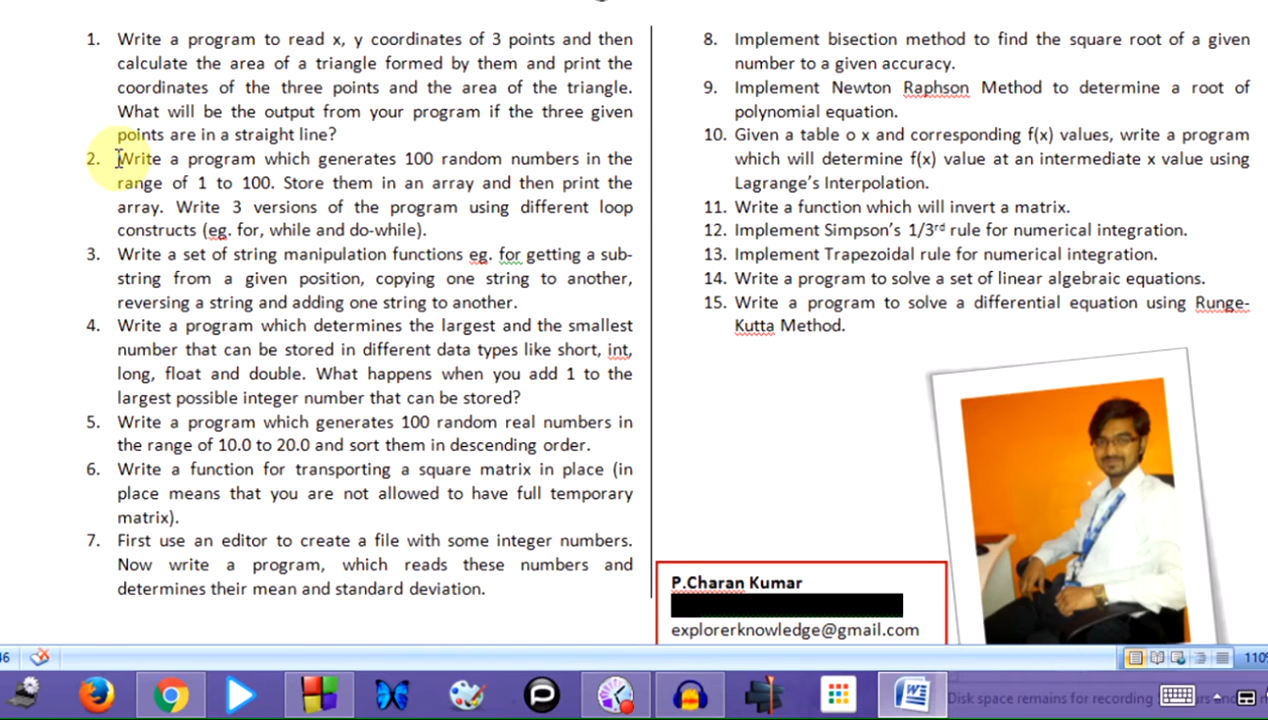 1. Write a program to read x, y coordinates of 3 points and then
calculate the area of a triangle formed by them and print the
coordinates of the three points and the area of the triangle.
What will be the output from your program if the three given
points are in a straight line?
2. Write a program which generates 100 random numbers in the
range of 1 to 100. Store them in an array and then print the
array. Write 3 versions of the program using different loop
constructs (eg. for, while and do-while).
3. Write a set of string manipulation functions eg. for getting a sub-
string from a given position, copying one string to another,
reversing a string and adding one string to another.
4. Write a program which determines the largest and the smallest
number that can be stored in different data types like short, int,
long, float and double. What happens when you add 1 to the
largest possible integer number that can be stored?
5. Write a program which generates 100 random real numbers in
the range of 10.0 to 20.0 and sort them in descending order.
6. Write a function for transporting a square matrix in place (in
place means that you are not allowed to have full temporary
matrix).
7. First use an editor to create a file with some integer numbers.
Now write a program, which reads these numbers and
determines their mean and standard deviation.
8. Implement bisection method to find the square root of a given
number to a given accuracy.
9. Implement Newton Raphson Method to determine a root of
polynomial equation.
10. Given a table o x and corresponding f(x) values, write a program
which will determine f(x) value at an intermediate x value using
Lagrange's Interpolation.
11. Write a function which will invert a matrix.
12. Implement Simpson's 1/3rd rule for numerical integration.
13. Implement Trapezoidal rule for numerical integration.
14. Write a program to solve a set of linear algebraic equations.
15. Write a program to solve a differential equation using Runge-
Kutta Method.
P.Charan Kumar
explorerknowledge@gmail.com
110%
Disk space remains for recording